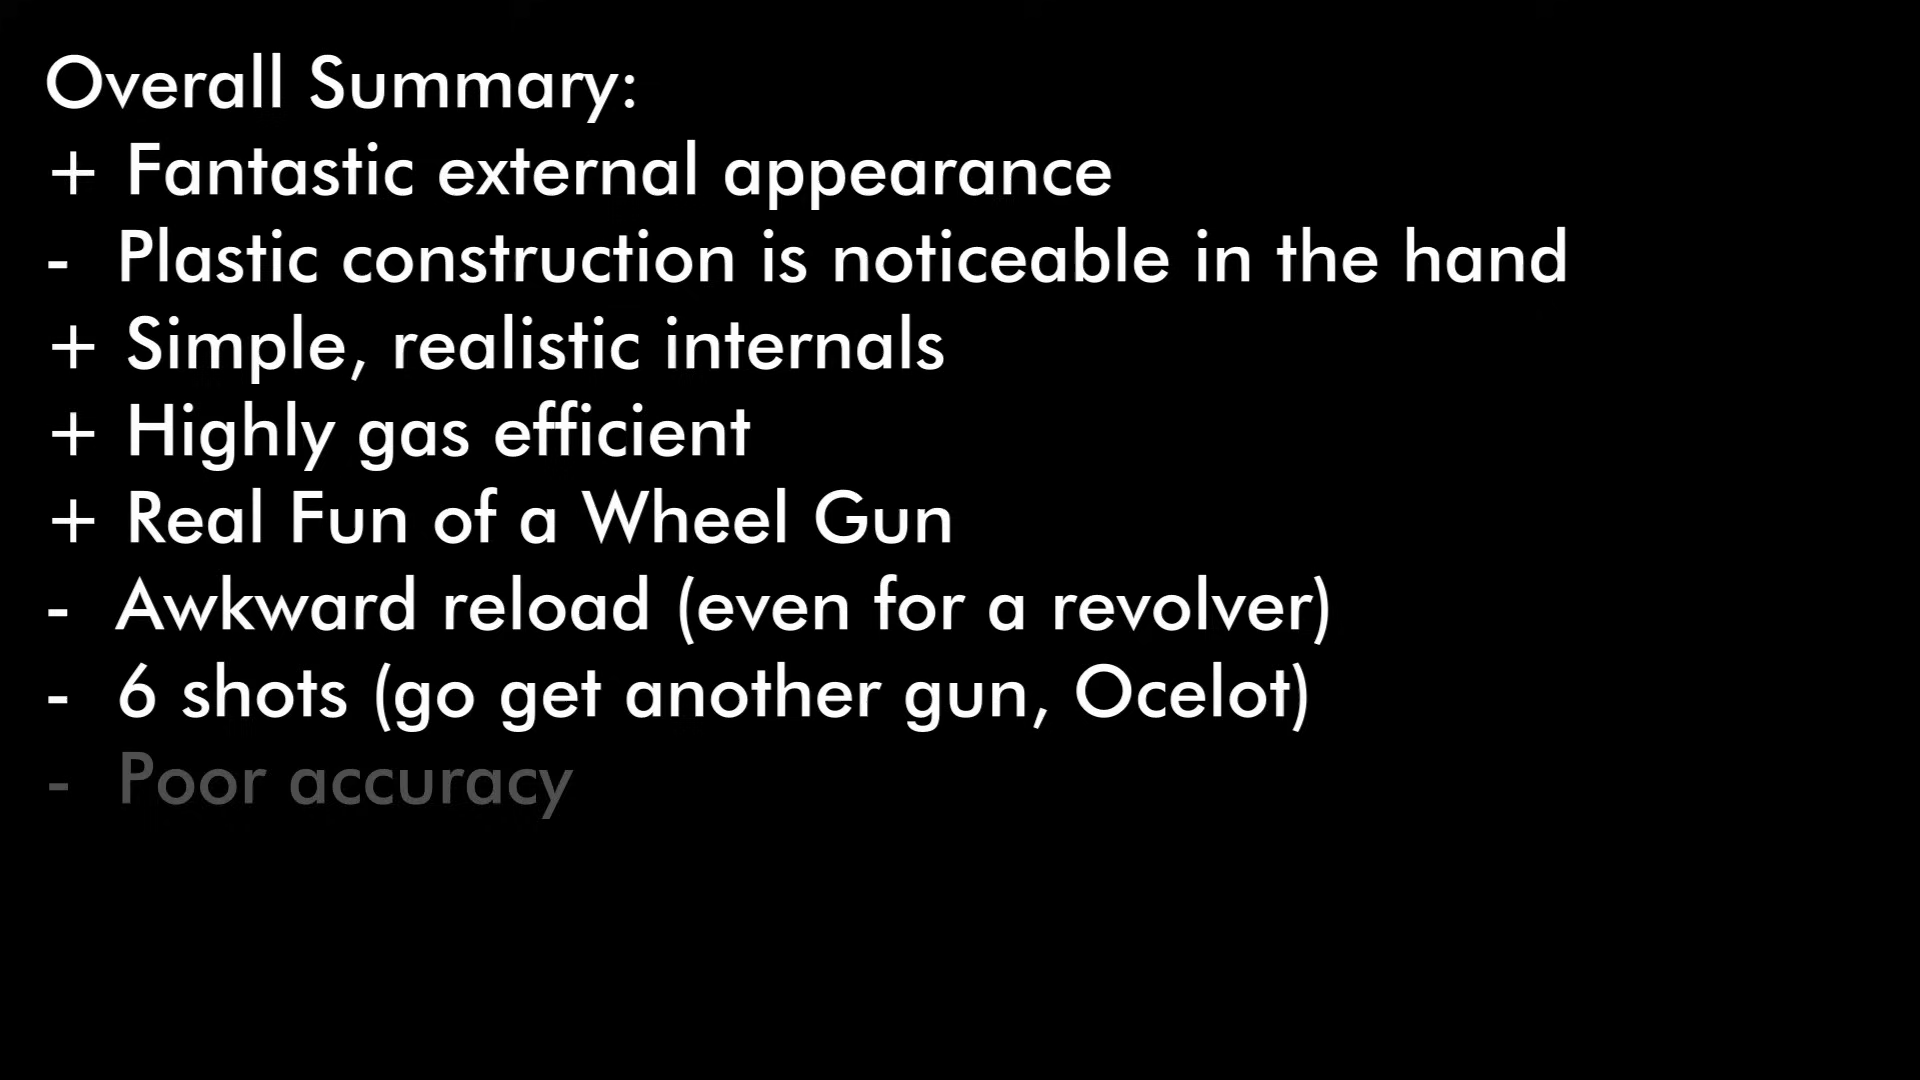 Overall Summary:
+ Fantastic external appearance
- Plastic construction is noticeable in the hand
+ Simple, realistic internals
+ Highly gas efficient
+ Real Fun of a Wheel Gun
- Awkward reload (even for a revolver)
- 6 shots (go get another gun, Ocelot)
- Poor accuracy